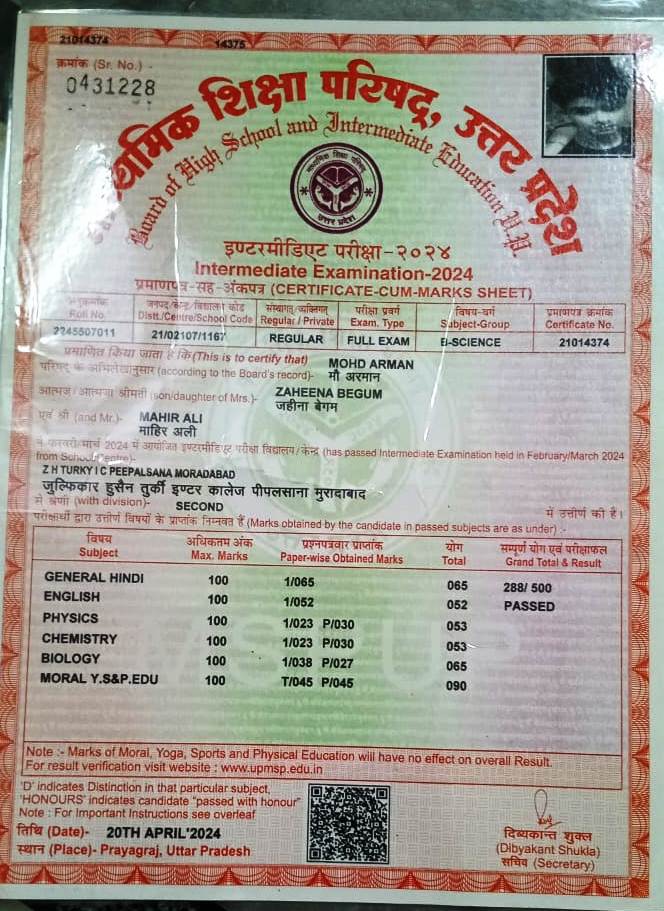 21014374 14375
क्रमांक (Sr. No.) -
0431228
माध्यमिक शिक्षा परिषद्, उत्तर प्रदेश
Board of High School and Intermediate Education U.P.
माध्यमिक शिक्षा परिषद्
उत्तर प्रदेश
इण्टरमीडिएट परीक्षा-२०२४
Intermediate Examination-2024
प्रमाणपत्र-सह-अंकपत्र (CERTIFICATE-CUM-MARKS SHEET)
अनुक्रमांक जनपद/केन्द्र/विद्यालय कोड संस्थागत/व्यक्तिगत परीक्षा प्रवर्ग विषय-वर्ग प्रमाणपत्र क्रमांक
Roll No. Distt./Centre/School Code Regular / Private Exam. Type Subject-Group Certificate No.
2245507011 21/02107/1167 REGULAR FULL EXAM B-SCIENCE 21014374
प्रमाणित किया जाता है कि (This is to certify that) MOHD ARMAN
परिषद् के अभिलेखानुसार (according to the Board's record)- मौ अरमान
आत्मज/आत्मजा श्रीमती (son/daughter of Mrs.)- ZAHEENA BEGUM
जहीना बेगम
एवं श्री (and Mr.)- MAHIR ALI
माहिर अली
ने फरवरी/मार्च 2024 में आयोजित इण्टरमीडिएट परीक्षा विद्यालय/केन्द्र (has passed Intermediate Examination held in February/March 2024
from School/Centre)-
Z H TURKY I C PEEPALSANA MORADABAD
जुल्फिकार हुसैन तुर्की इण्टर कालेज पीपलसाना मुरादाबाद
में श्रेणी (with division)- SECOND में उत्तीर्ण की है।
परीक्षार्थी द्वारा उत्तीर्ण विषयों के प्राप्तांक निम्नवत हैं (Marks obtained by the candidate in passed subjects are as under) :-
विषय अधिकतम अंक प्रश्नपत्रवार प्राप्तांक योग सम्पूर्ण योग एवं परीक्षाफल
Subject Max. Marks Paper-wise Obtained Marks Total Grand Total & Result
GENERAL HINDI 100 1/065 065 288/ 500
ENGLISH 100 1/052 052 PASSED
PHYSICS 100 1/023 P/030 053
CHEMISTRY 100 1/023 P/030 053
BIOLOGY 100 1/038 P/027 065
MORAL Y.S&P.EDU 100 T/045 P/045 090
Note :- Marks of Moral, Yoga, Sports and Physical Education will have no effect on overall Result.
For result verification visit website : www.upmsp.edu.in
'D' indicates Distinction in that particular subject,
'HONOURS' indicates candidate "passed with honour"
Note : For Important Instructions see overleaf
तिथि (Date)- 20TH APRIL'2024
स्थान (Place)- Prayagraj, Uttar Pradesh
दिब्यकान्त शुक्ल
(Dibyakant Shukla)
सचिव (Secretary)